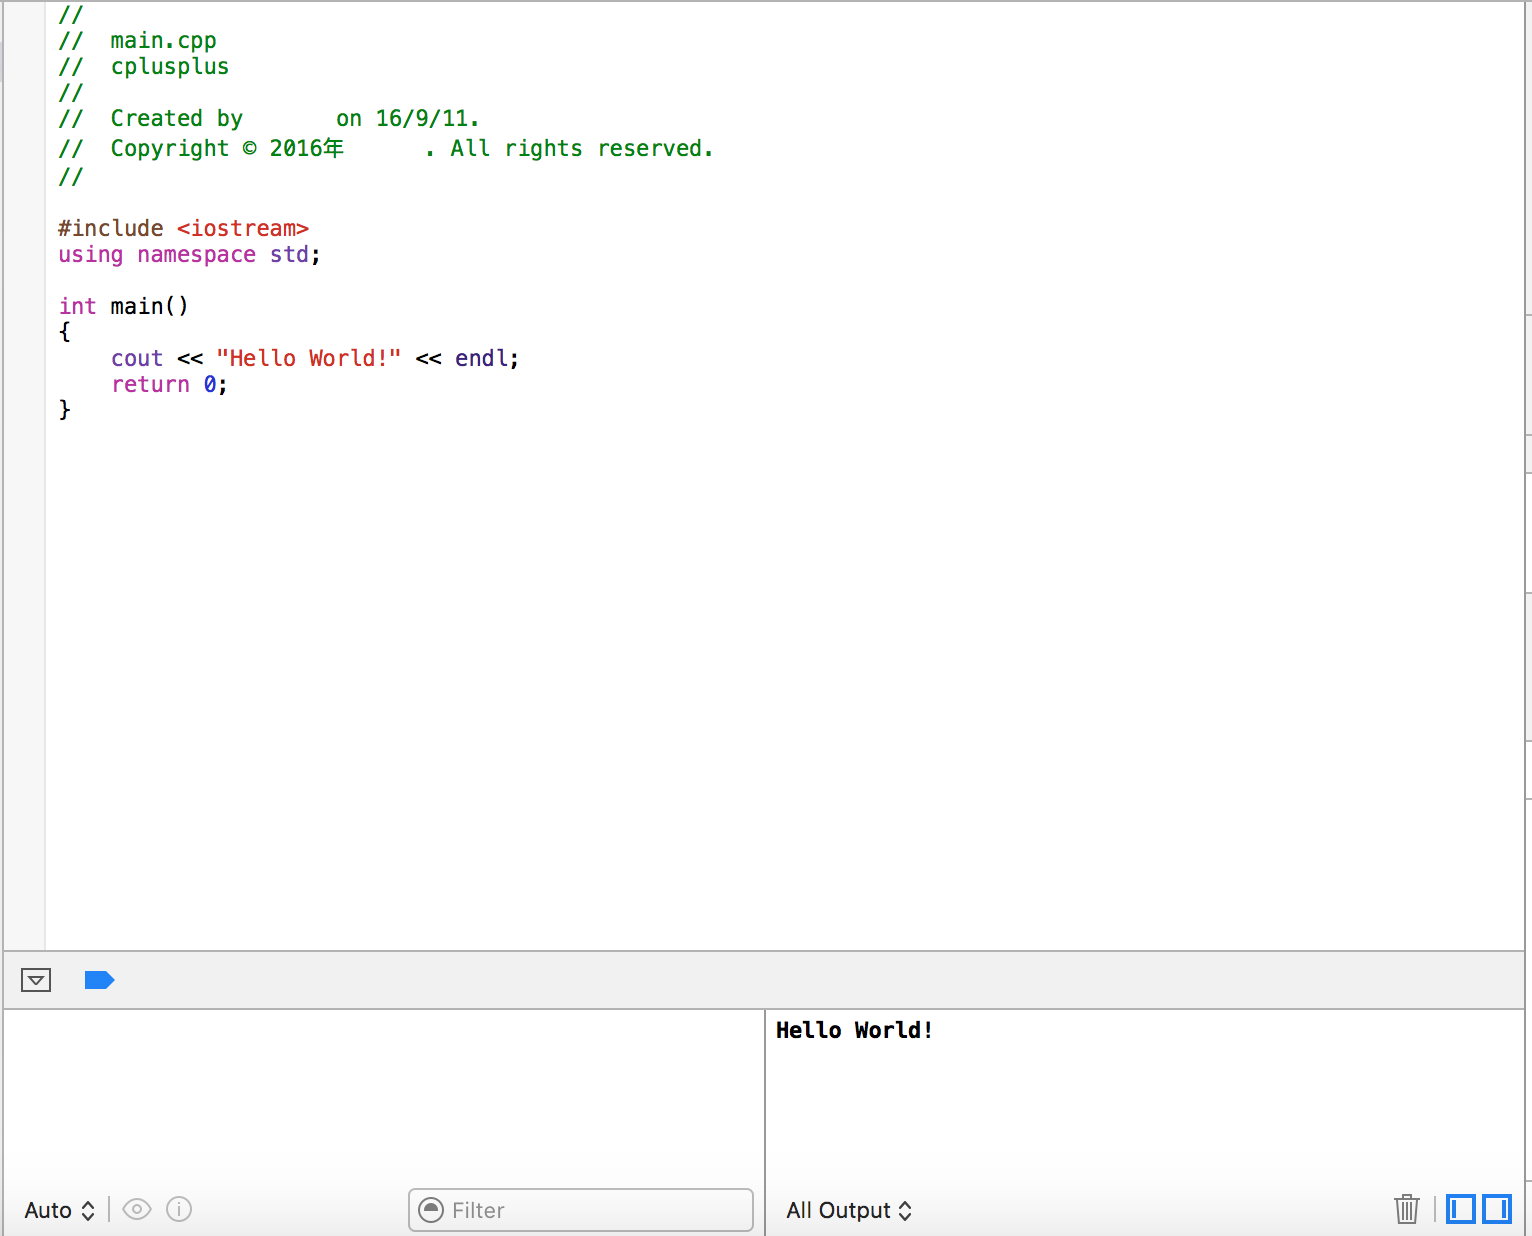 //
//  main.cpp
//  cplusplus
//
//  Created by       on 16/9/11.
//  Copyright © 2016年      . All rights reserved.
//
#include <iostream>
using namespace std;
int main()
{
    cout << "Hello World!" << endl;
    return 0;
}
Hello World!
Auto
Filter
All Output